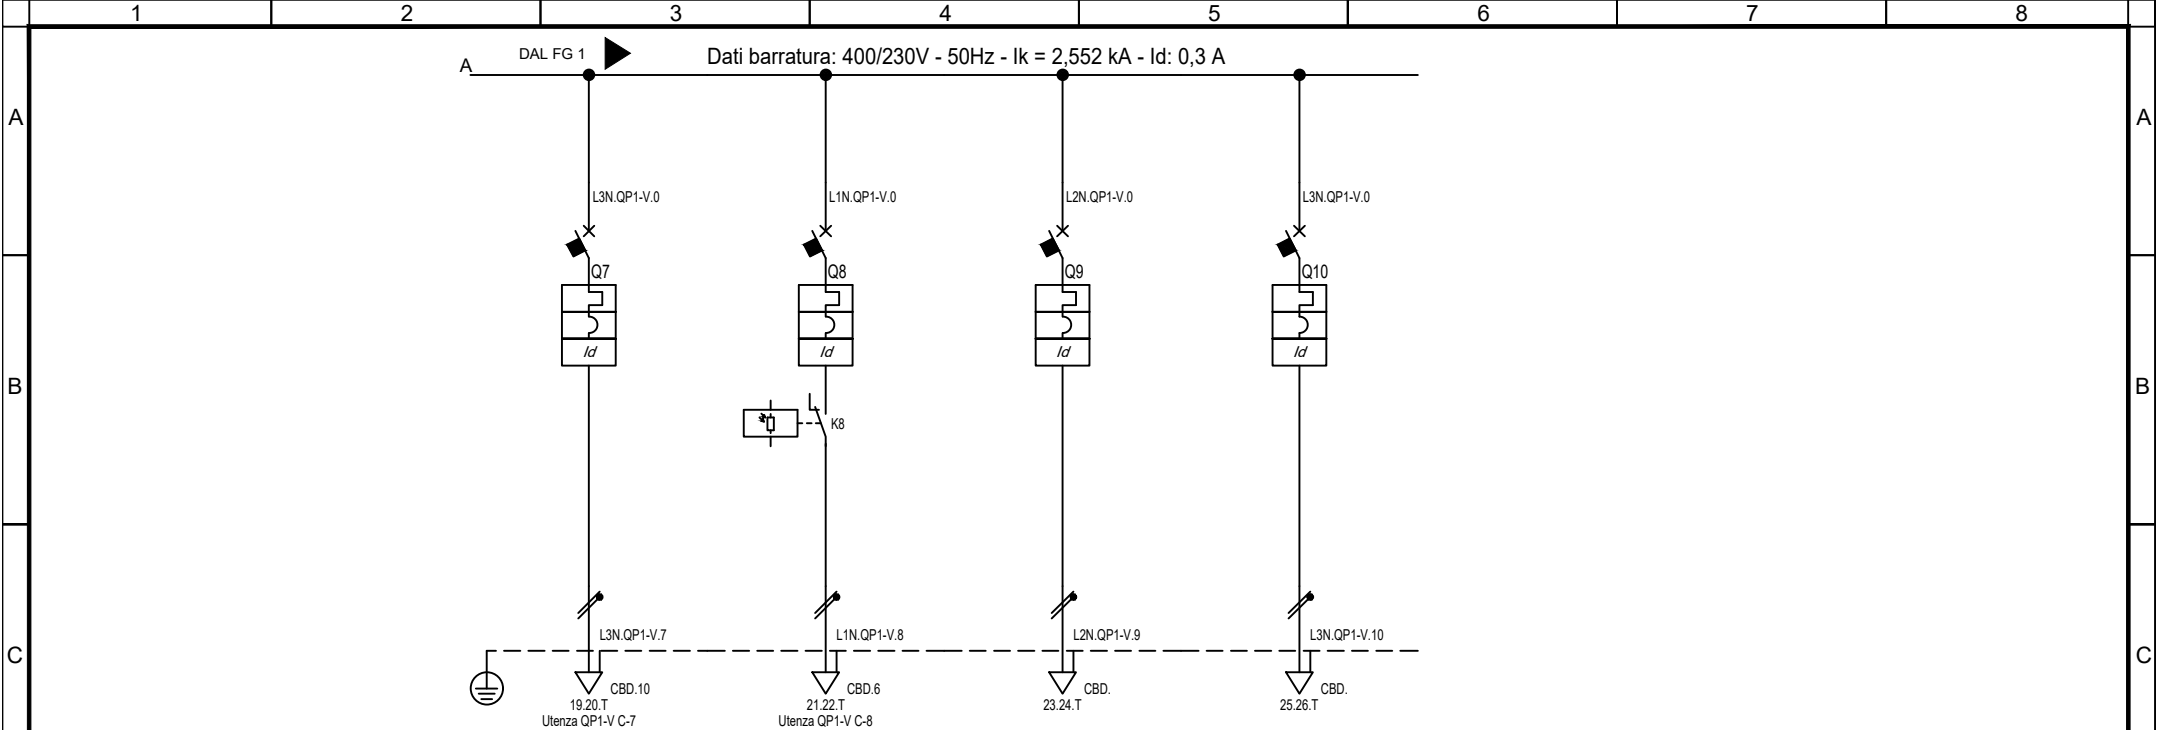 1 2 3 4 5 6 7 8
DAL FG 1
Dati barratura: 400/230V - 50Hz - Ik = 2,552 kA - Id: 0,3 A
A
A A
L3N.QP1-V.0 L1N.QP1-V.0 L2N.QP1-V.0 L3N.QP1-V.0
Q7 Q8 Q9 Q10
Id Id Id Id
B B
K8
L3N.QP1-V.7 L1N.QP1-V.8 L2N.QP1-V.9 L3N.QP1-V.10
C C
CBD.10 CBD.6 CBD. CBD.
19.20.T 21.22.T 23.24.T 25.26.T
Utenza QP1-V C-7 Utenza QP1-V C-8